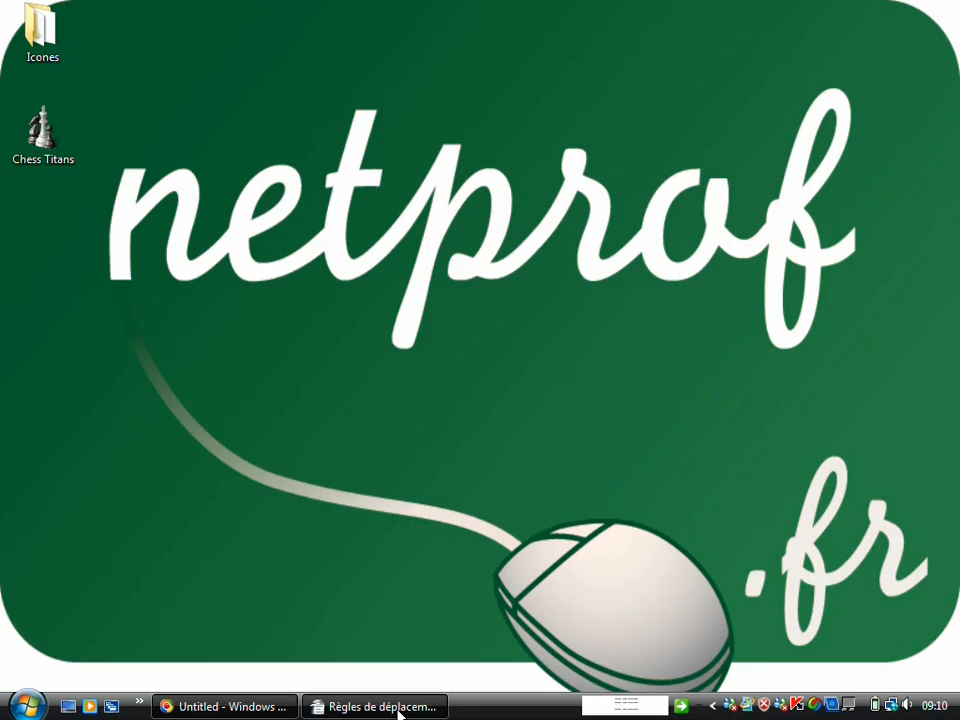 Icones
Chess Titans
netprof
.fr
Untitled - Windows ...
Règles de déplacem...
09:10